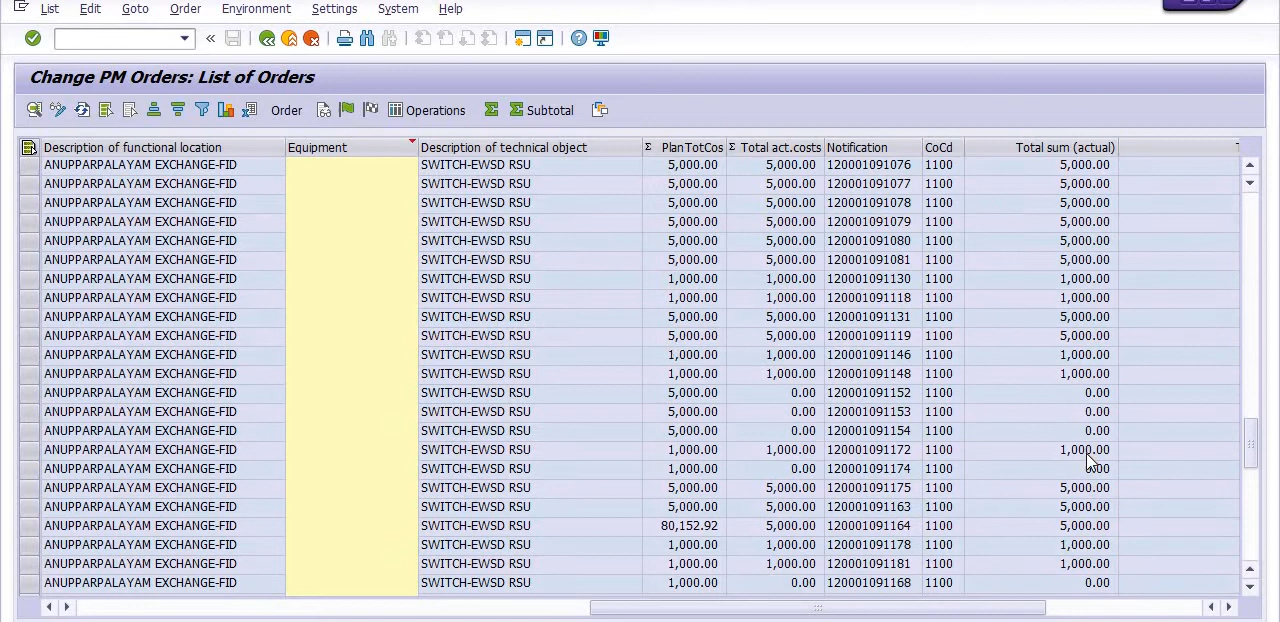 List Edit Goto Order Environment Settings System Help
Change PM Orders: List of Orders
Order Operations Subtotal
Description of functional location Equipment Description of technical object Σ PlanTotCos Σ Total act.costs Notification CoCd Total sum (actual)
ANUPPARPALAYAM EXCHANGE-FID SWITCH-EWSD RSU 5,000.00 5,000.00 120001091076 1100 5,000.00
ANUPPARPALAYAM EXCHANGE-FID SWITCH-EWSD RSU 5,000.00 5,000.00 120001091077 1100 5,000.00
ANUPPARPALAYAM EXCHANGE-FID SWITCH-EWSD RSU 5,000.00 5,000.00 120001091078 1100 5,000.00
ANUPPARPALAYAM EXCHANGE-FID SWITCH-EWSD RSU 5,000.00 5,000.00 120001091079 1100 5,000.00
ANUPPARPALAYAM EXCHANGE-FID SWITCH-EWSD RSU 5,000.00 5,000.00 120001091080 1100 5,000.00
ANUPPARPALAYAM EXCHANGE-FID SWITCH-EWSD RSU 5,000.00 5,000.00 120001091081 1100 5,000.00
ANUPPARPALAYAM EXCHANGE-FID SWITCH-EWSD RSU 1,000.00 1,000.00 120001091130 1100 1,000.00
ANUPPARPALAYAM EXCHANGE-FID SWITCH-EWSD RSU 1,000.00 1,000.00 120001091118 1100 1,000.00
ANUPPARPALAYAM EXCHANGE-FID SWITCH-EWSD RSU 5,000.00 5,000.00 120001091131 1100 5,000.00
ANUPPARPALAYAM EXCHANGE-FID SWITCH-EWSD RSU 5,000.00 5,000.00 120001091119 1100 5,000.00
ANUPPARPALAYAM EXCHANGE-FID SWITCH-EWSD RSU 1,000.00 1,000.00 120001091146 1100 1,000.00
ANUPPARPALAYAM EXCHANGE-FID SWITCH-EWSD RSU 1,000.00 1,000.00 120001091148 1100 1,000.00
ANUPPARPALAYAM EXCHANGE-FID SWITCH-EWSD RSU 5,000.00 0.00 120001091152 1100 0.00
ANUPPARPALAYAM EXCHANGE-FID SWITCH-EWSD RSU 5,000.00 0.00 120001091153 1100 0.00
ANUPPARPALAYAM EXCHANGE-FID SWITCH-EWSD RSU 5,000.00 0.00 120001091154 1100 0.00
ANUPPARPALAYAM EXCHANGE-FID SWITCH-EWSD RSU 1,000.00 1,000.00 120001091172 1100 1,000.00
ANUPPARPALAYAM EXCHANGE-FID SWITCH-EWSD RSU 1,000.00 0.00 120001091174 1100
ANUPPARPALAYAM EXCHANGE-FID SWITCH-EWSD RSU 5,000.00 5,000.00 120001091175 1100 5,000.00
ANUPPARPALAYAM EXCHANGE-FID SWITCH-EWSD RSU 5,000.00 5,000.00 120001091163 1100 5,000.00
ANUPPARPALAYAM EXCHANGE-FID SWITCH-EWSD RSU 80,152.92 5,000.00 120001091164 1100 5,000.00
ANUPPARPALAYAM EXCHANGE-FID SWITCH-EWSD RSU 1,000.00 1,000.00 120001091178 1100 1,000.00
ANUPPARPALAYAM EXCHANGE-FID SWITCH-EWSD RSU 1,000.00 1,000.00 120001091181 1100 1,000.00
ANUPPARPALAYAM EXCHANGE-FID SWITCH-EWSD RSU 1,000.00 0.00 120001091168 1100 0.00